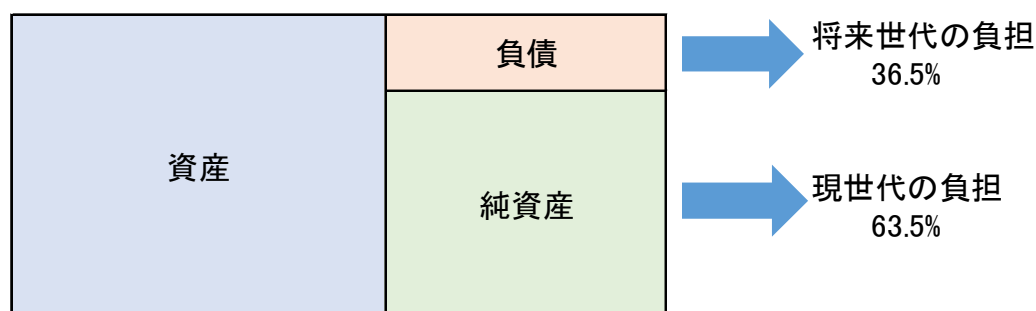 資産
負債
純資産
将来世代の負担
36.5%
現世代の負担
63.5%